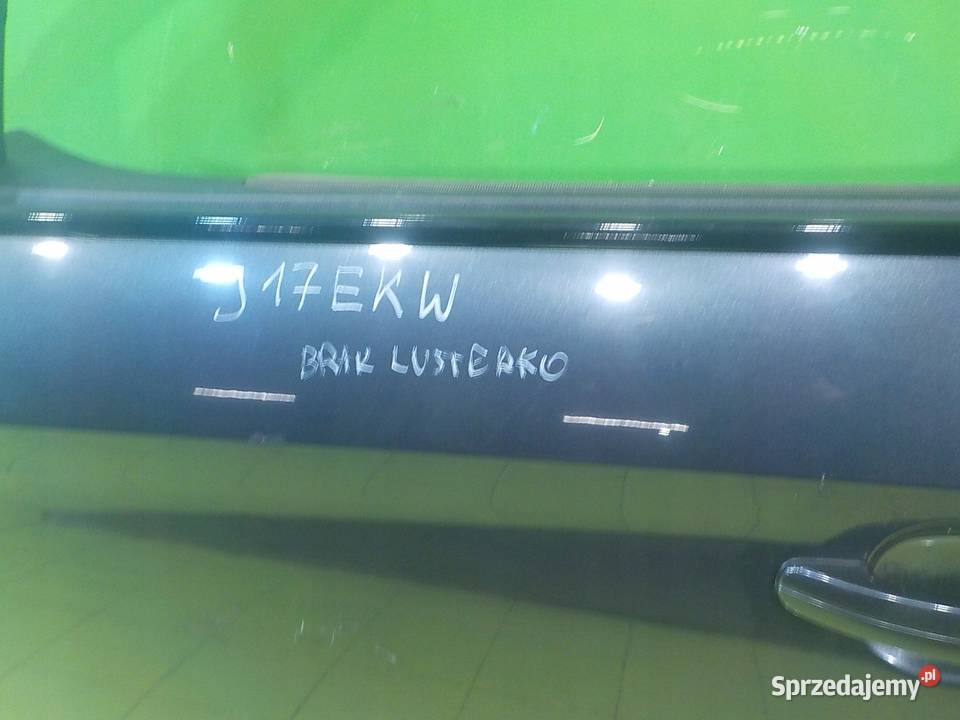 J17EKW
BRAK LUSTERKO
Sprzedajemy.pl